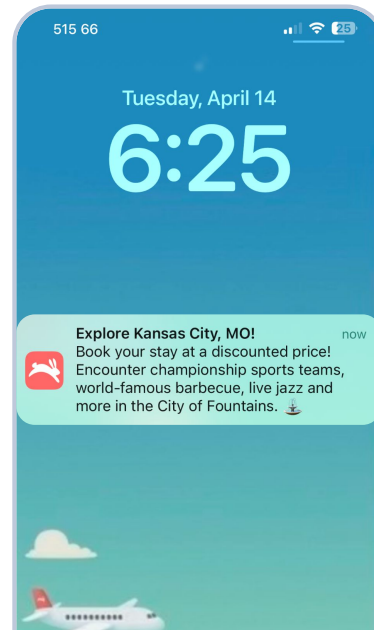 515 66
25
Tuesday, April 14
6:25
Explore Kansas City, MO!
now
Book your stay at a discounted price!
Encounter championship sports teams,
world-famous barbecue, live jazz and
more in the City of Fountains. ⛲